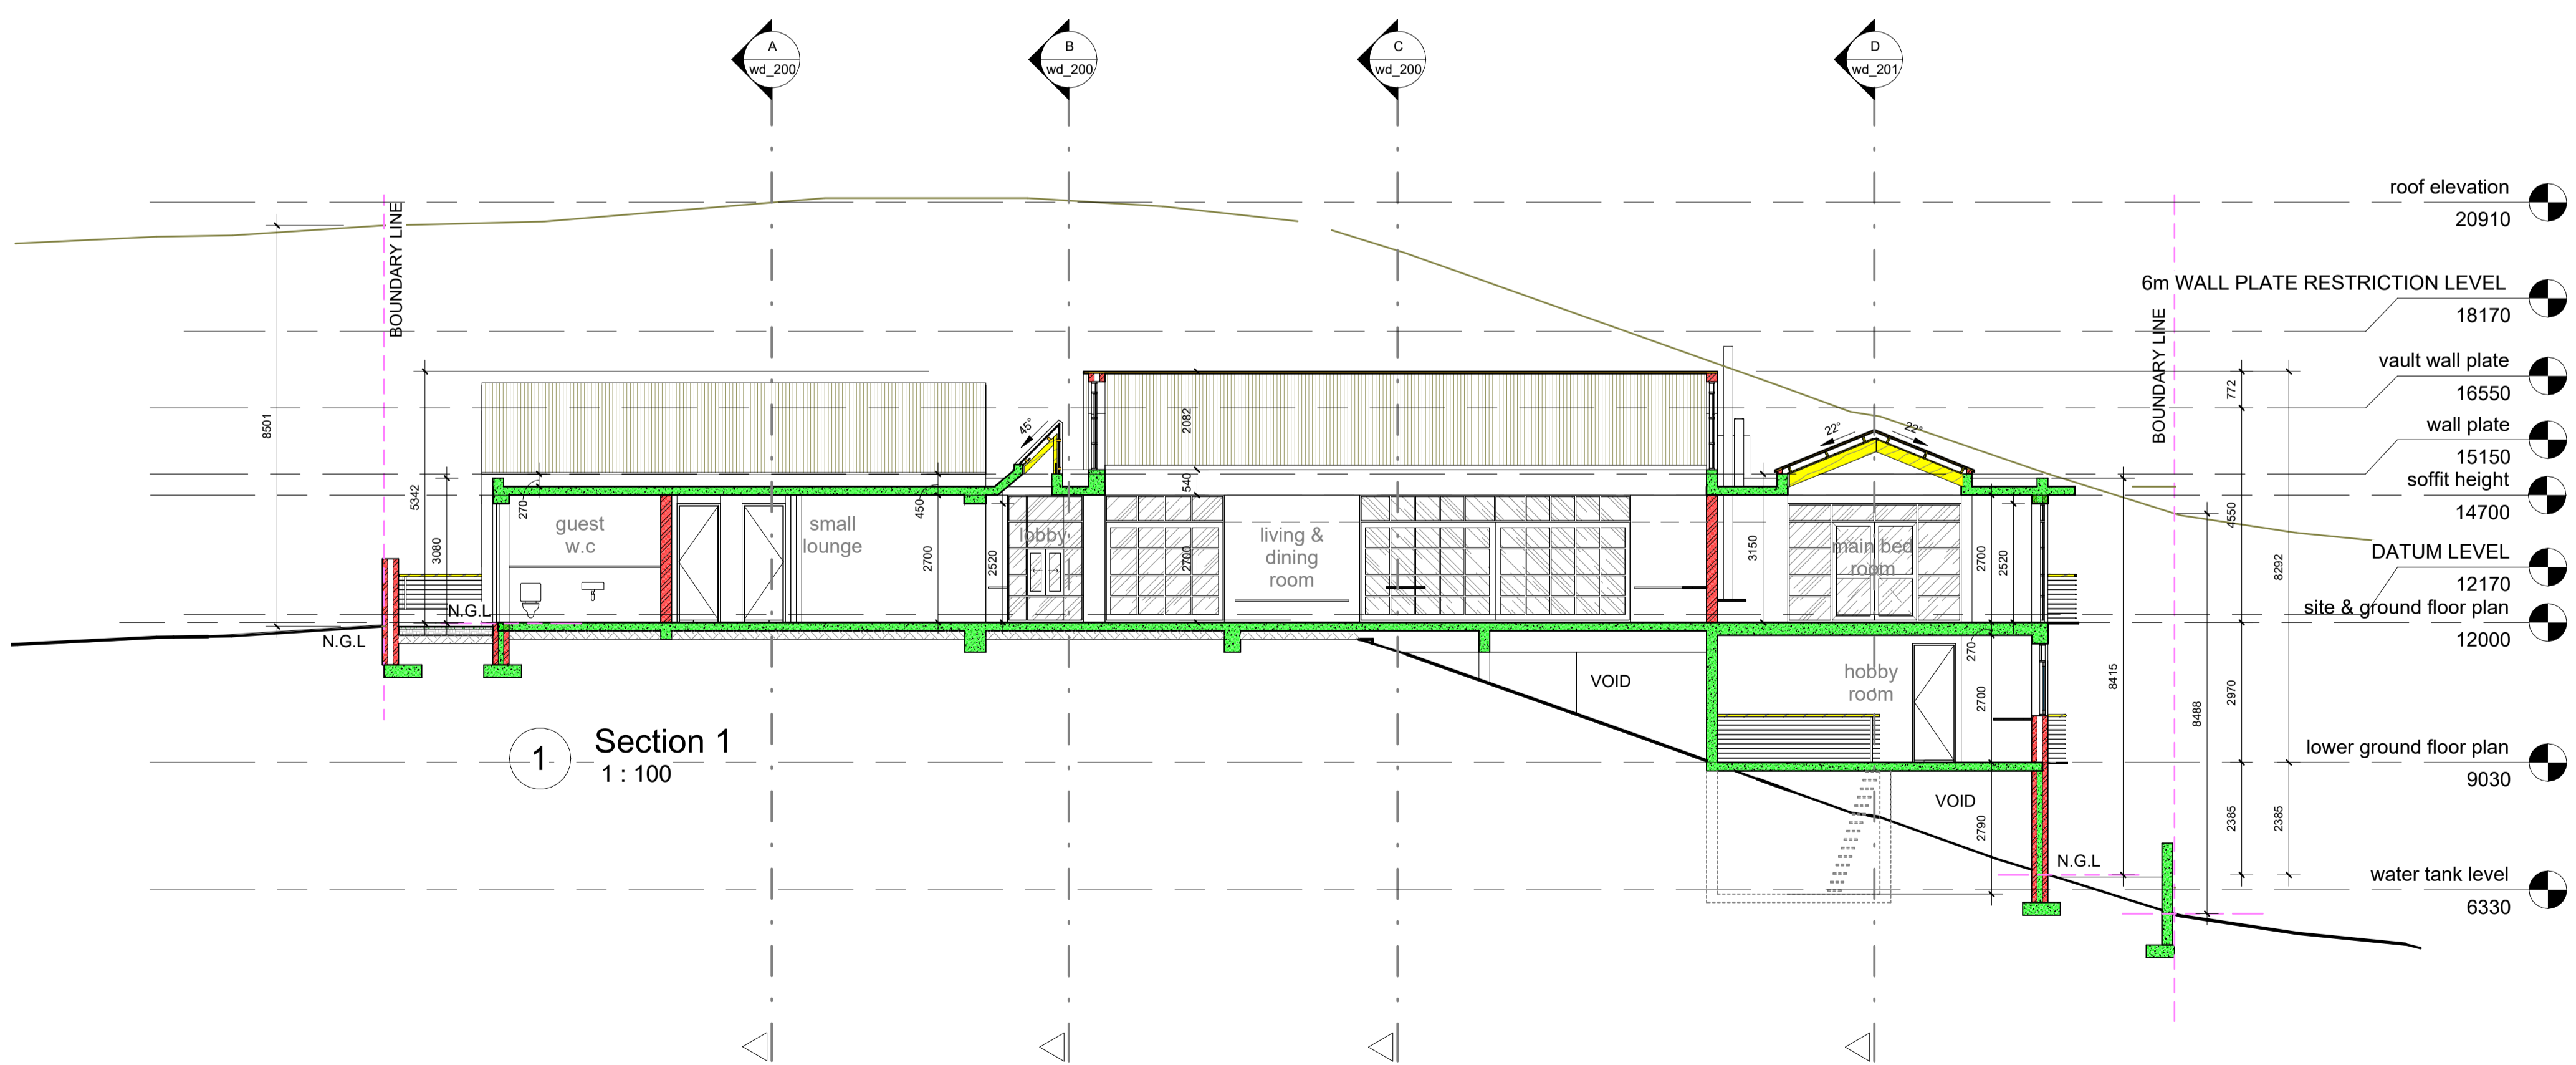 A
wd_200
B
wd_200
C
wd_200
D
wd_201
roof elevation
20910
BOUNDARY LINE
6m WALL PLATE RESTRICTION LEVEL
18170
BOUNDARY LINE
vault wall plate
16550
772
wall plate
15150
soffit height
14700
8501
5342
3080
270
450
45°
2082
540
22°
22°
4550
8292
guest
w.c
small
lounge
2700
2520
lobby
2700
living &
dining
room
3150
main bed
room
2700
2520
DATUM LEVEL
12170
site & ground floor plan
12000
N.G.L
N.G.L
VOID
hobby
room
270
2700
8415
8488
2970
1
Section 1
1 : 100
lower ground floor plan
9030
VOID
2790
2385
2385
N.G.L
water tank level
6330